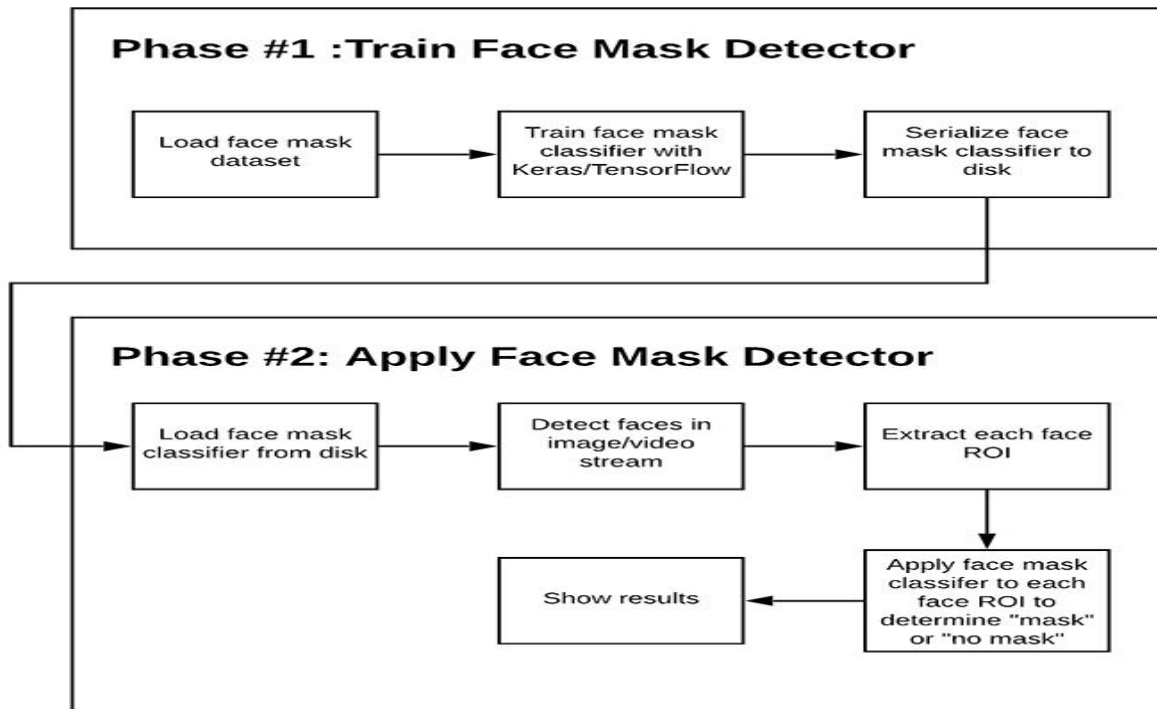 Phase #1 :Train Face Mask Detector
Load face mask
dataset
Train face mask
classifier with
Keras/TensorFlow
Serialize face
mask classifier to
disk
Phase #2: Apply Face Mask Detector
Load face mask
classifier from disk
Detect faces in
image/video
stream
Extract each face
ROI
Apply face mask
classifer to each
face ROI to
determine "mask"
or "no mask"
Show results